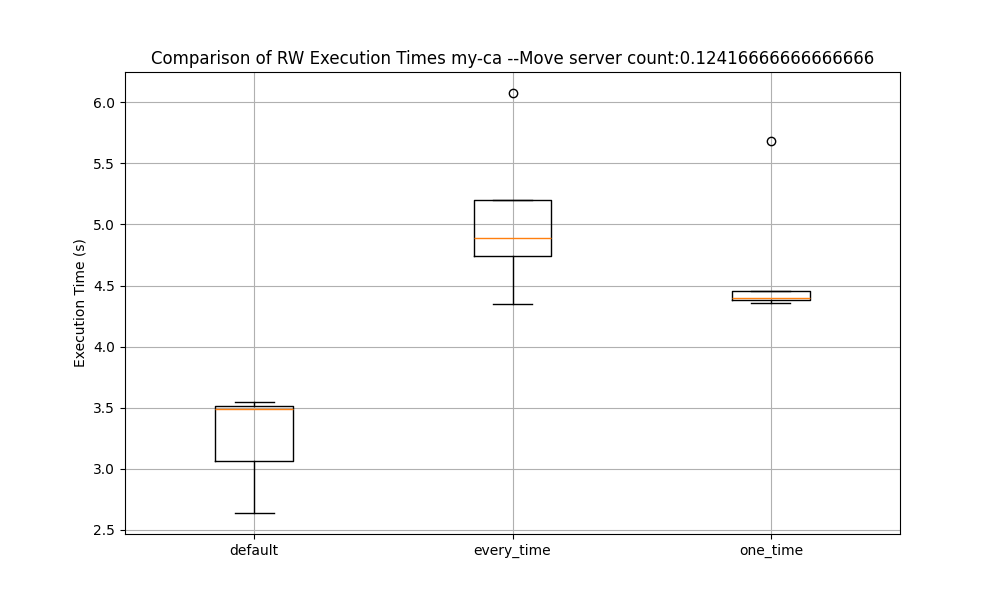 Comparison of RW Execution Times my-ca --Move server count:0.12416666666666666
6.0
5.5
5.0
4.5
4.0
3.5
3.0
2.5
Execution Time (s)
default
every_time
one_time